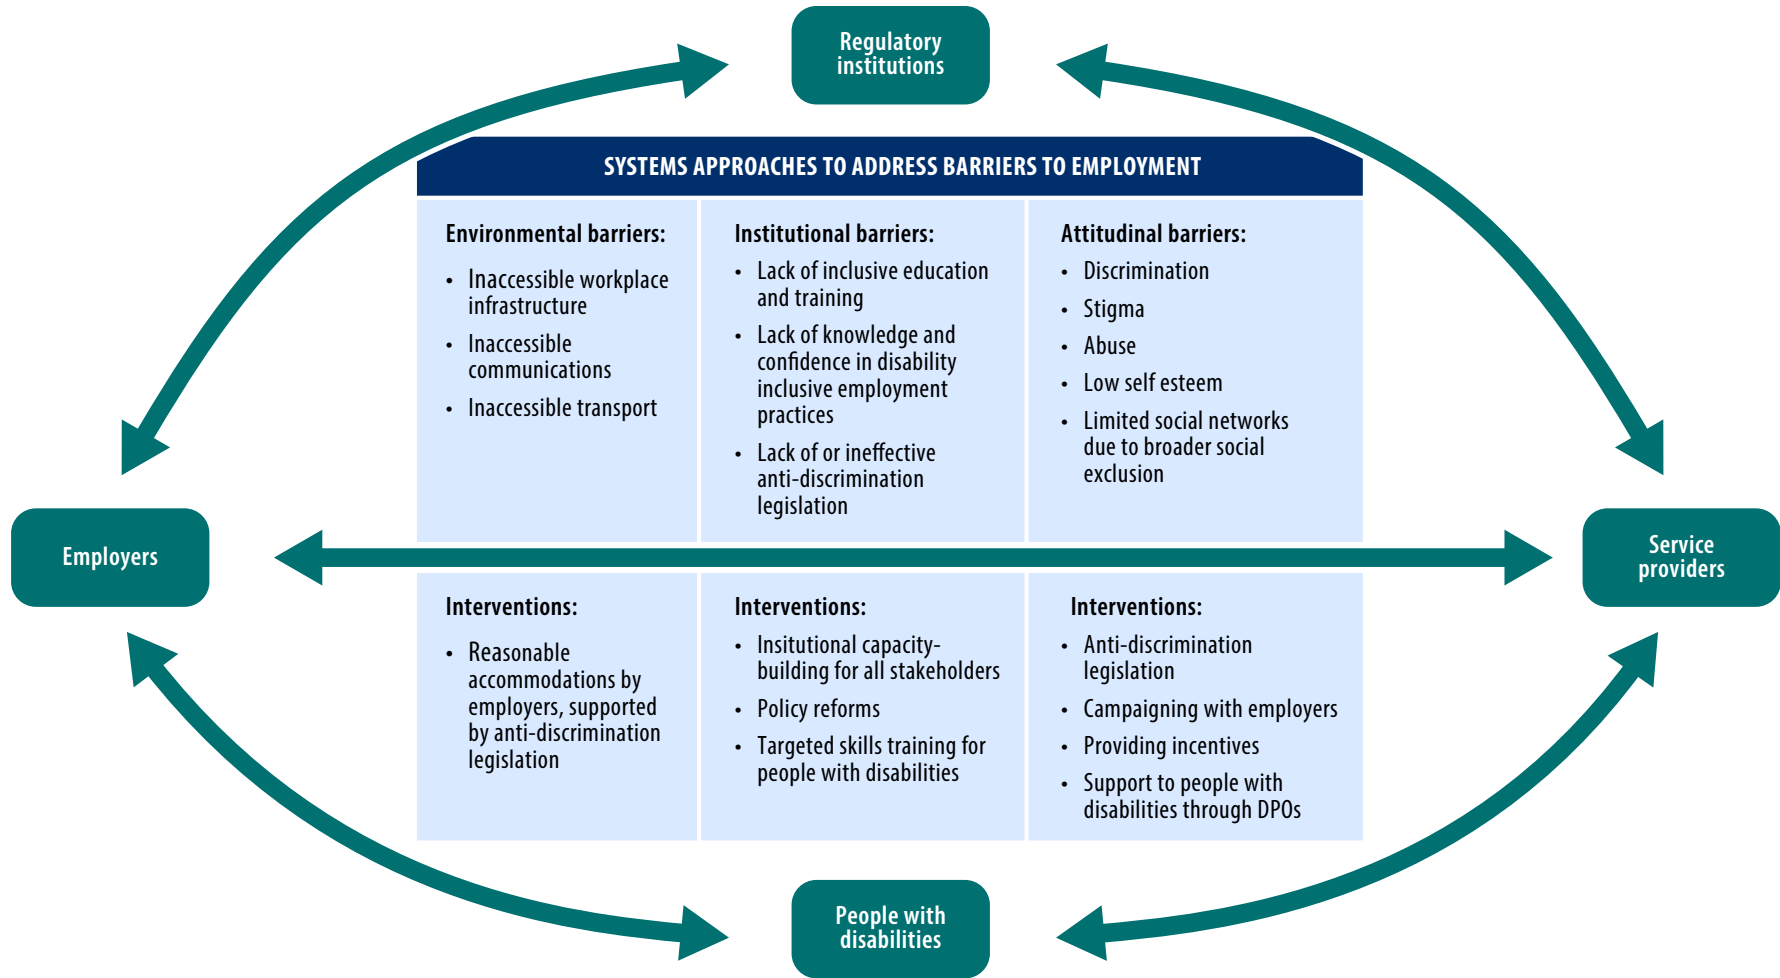 Regulatory
institutions
SYSTEMS APPROACHES TO ADDRESS BARRIERS TO EMPLOYMENT
Environmental barriers:
• Inaccessible workplace
infrastructure
• Inaccessible
communications
• Inaccessible transport
Institutional barriers:
• Lack of inclusive education
and training
• Lack of knowledge and
confidence in disability
inclusive employment
practices
• Lack of or ineffective
anti-discrimination
legislation
Attitudinal barriers:
• Discrimination
• Stigma
• Abuse
• Low self esteem
• Limited social networks
due to broader social
exclusion
Employers
Service
providers
Interventions:
• Reasonable
accommodations by
employers, supported
by anti-discrimination
legislation
Interventions:
• Insitutional capacity-
building for all stakeholders
• Policy reforms
• Targeted skills training for
people with disabilities
Interventions:
• Anti-discrimination
legislation
• Campaigning with employers
• Providing incentives
• Support to people with
disabilities through DPOs
People with
disabilities